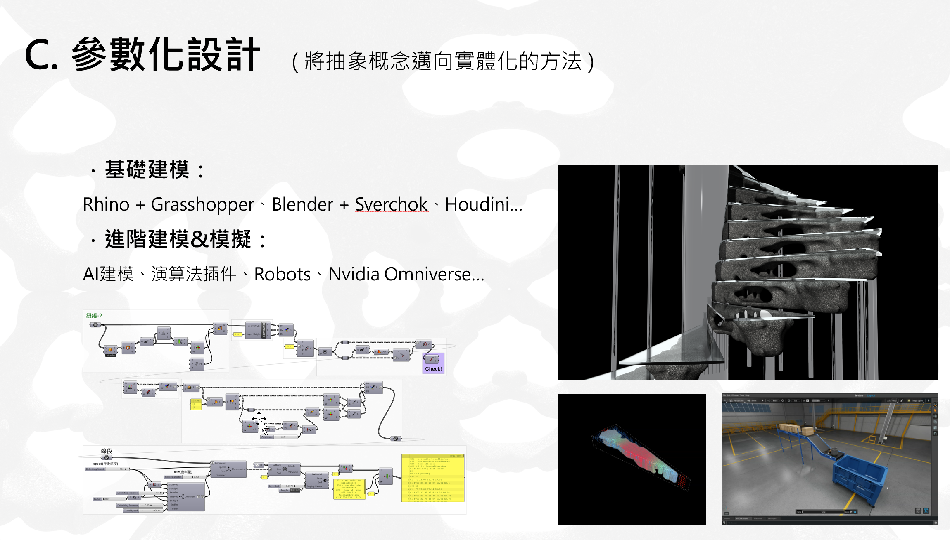 C. 參數化設計 ( 將抽象概念邁向實體化的方法 )
．基礎建模：
Rhino + Grasshopper、Blender + Sverchok、Houdini...
．進階建模&模擬：
AI建模、演算法插件、Robots、Nvidia Omniverse...